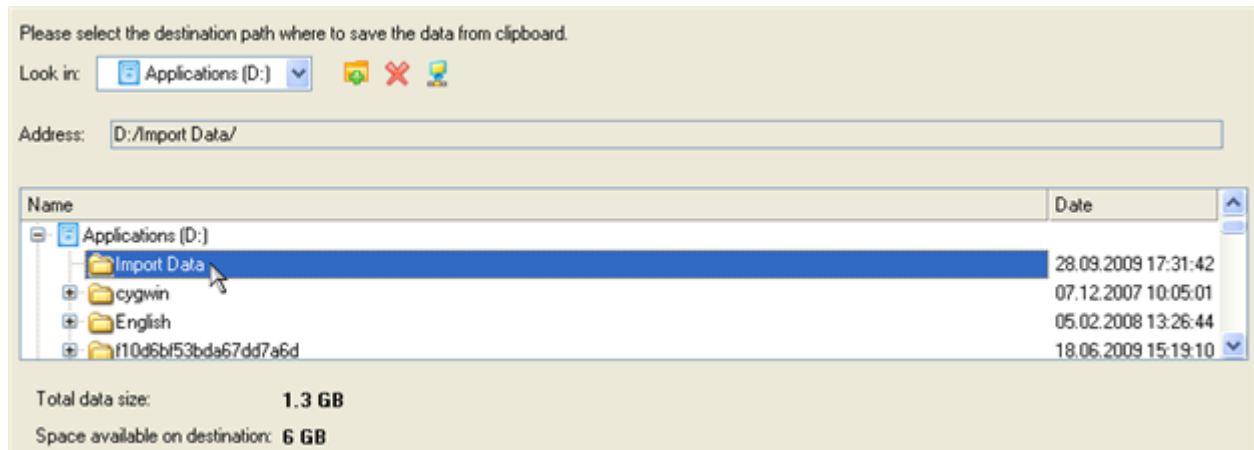 Please select the destination path where to save the data from clipboard.
Look in: Applications (D:)
Address: D:/Import Data/
Name Date
Applications (D:)
Import Data 28.09.2009 17:31:42
cygwin 07.12.2007 10:05:01
English 05.02.2008 13:26:44
f10d6bf53bda67dd7a6d 18.06.2009 15:19:10
Total data size: 1.3 GB
Space available on destination: 6 GB